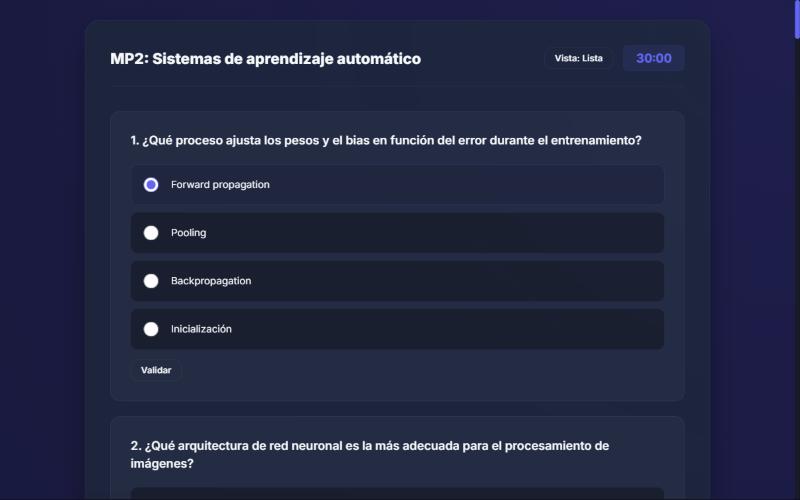 MP2: Sistemas de aprendizaje automático
Vista: Lista
30:00
1. ¿Qué proceso ajusta los pesos y el bias en función del error durante el entrenamiento?
Forward propagation
Pooling
Backpropagation
Inicialización
Validar
2. ¿Qué arquitectura de red neuronal es la más adecuada para el procesamiento de
imágenes?